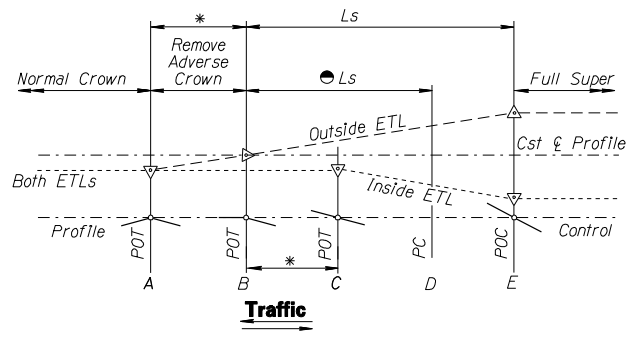 * Ls
Remove
Adverse
Crown
Normal Crown
Ls
Full Super
Outside ETL
Cst ℄ Profile
Both ETLs
Inside ETL
Profile
Control
POT
POT
POT
PC
POC
*
A B C D E
Traffic